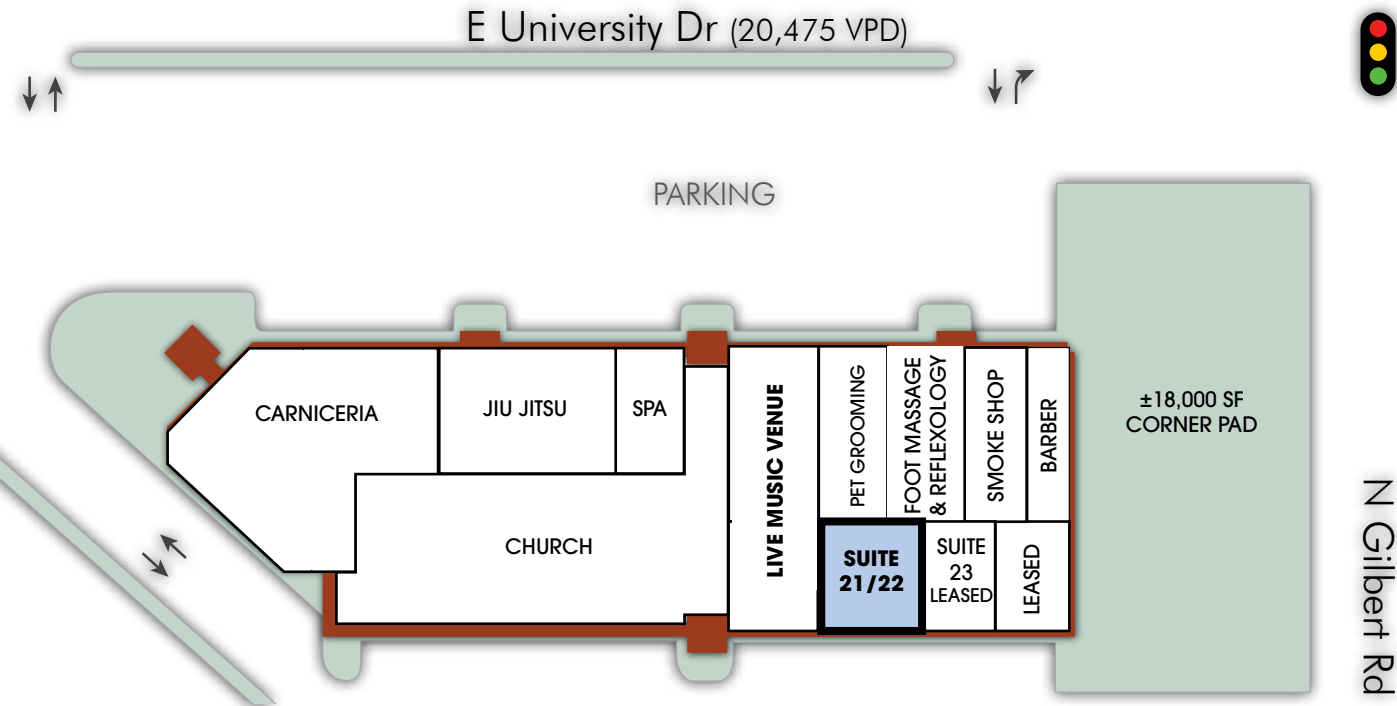 E University Dr (20,475 VPD)
PARKING
CARNICERIA
JIU JITSU
SPA
CHURCH
LIVE MUSIC VENUE
PET GROOMING
FOOT MASSAGE
& REFLEXOLOGY
SMOKE SHOP
BARBER
SUITE
21/22
SUITE
23
LEASED
LEASED
±18,000 SF
CORNER PAD
N Gilbert Rd